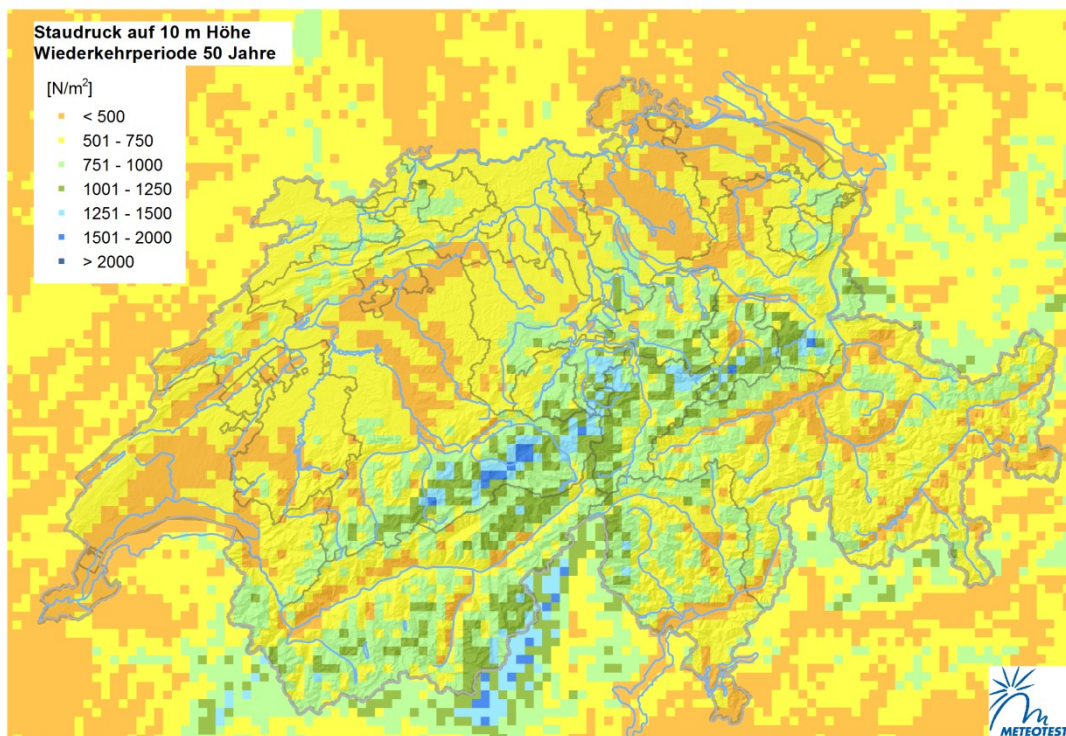 Staudruck auf 10 m Höhe
Wiederkehrperiode 50 Jahre
[N/m²]
< 500
501 - 750
751 - 1000
1001 - 1250
1251 - 1500
1501 - 2000
> 2000
METEOTEST